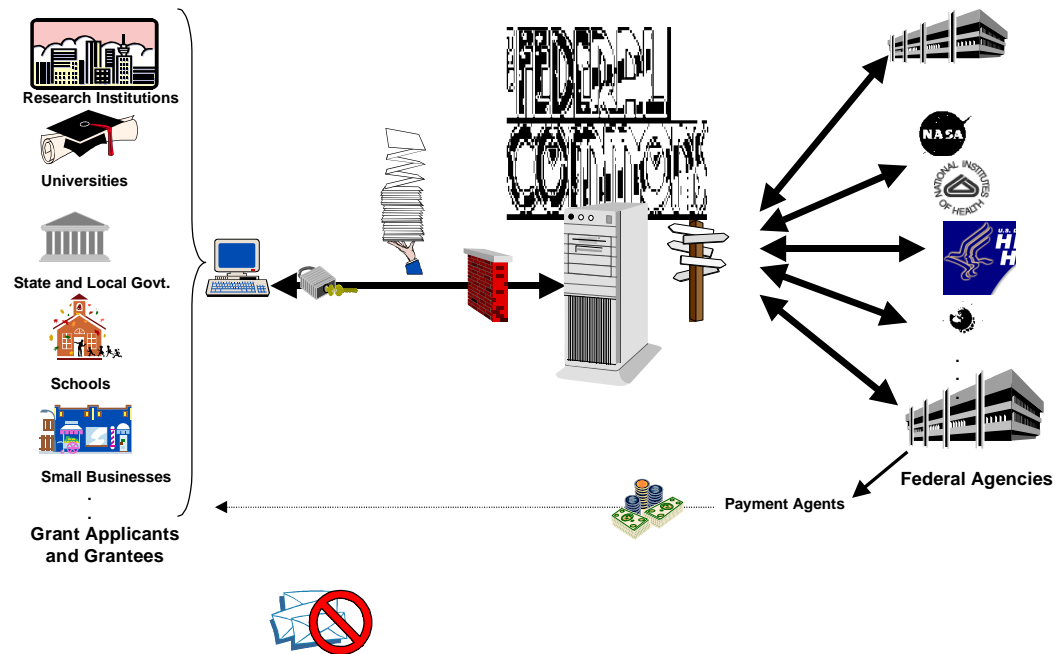 THE
FEDERAL
COMMONS
Research Institutions
Universities
State and Local Govt.
Schools
Small Businesses
.
.
Grant Applicants
and Grantees
NASA
NATIONAL INSTITUTES
OF HEALTH
U.S. D
H
H
.
.
.
Federal Agencies
Payment Agents